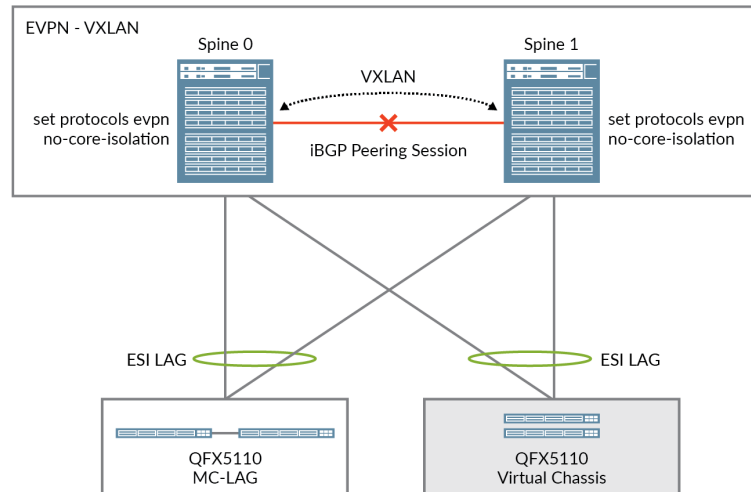 EVPN - VXLAN
Spine 0
Spine 1
VXLAN
set protocols evpn
no-core-isolation
iBGP Peering Session
set protocols evpn
no-core-isolation
ESI LAG
ESI LAG
QFX5110
MC-LAG
QFX5110
Virtual Chassis